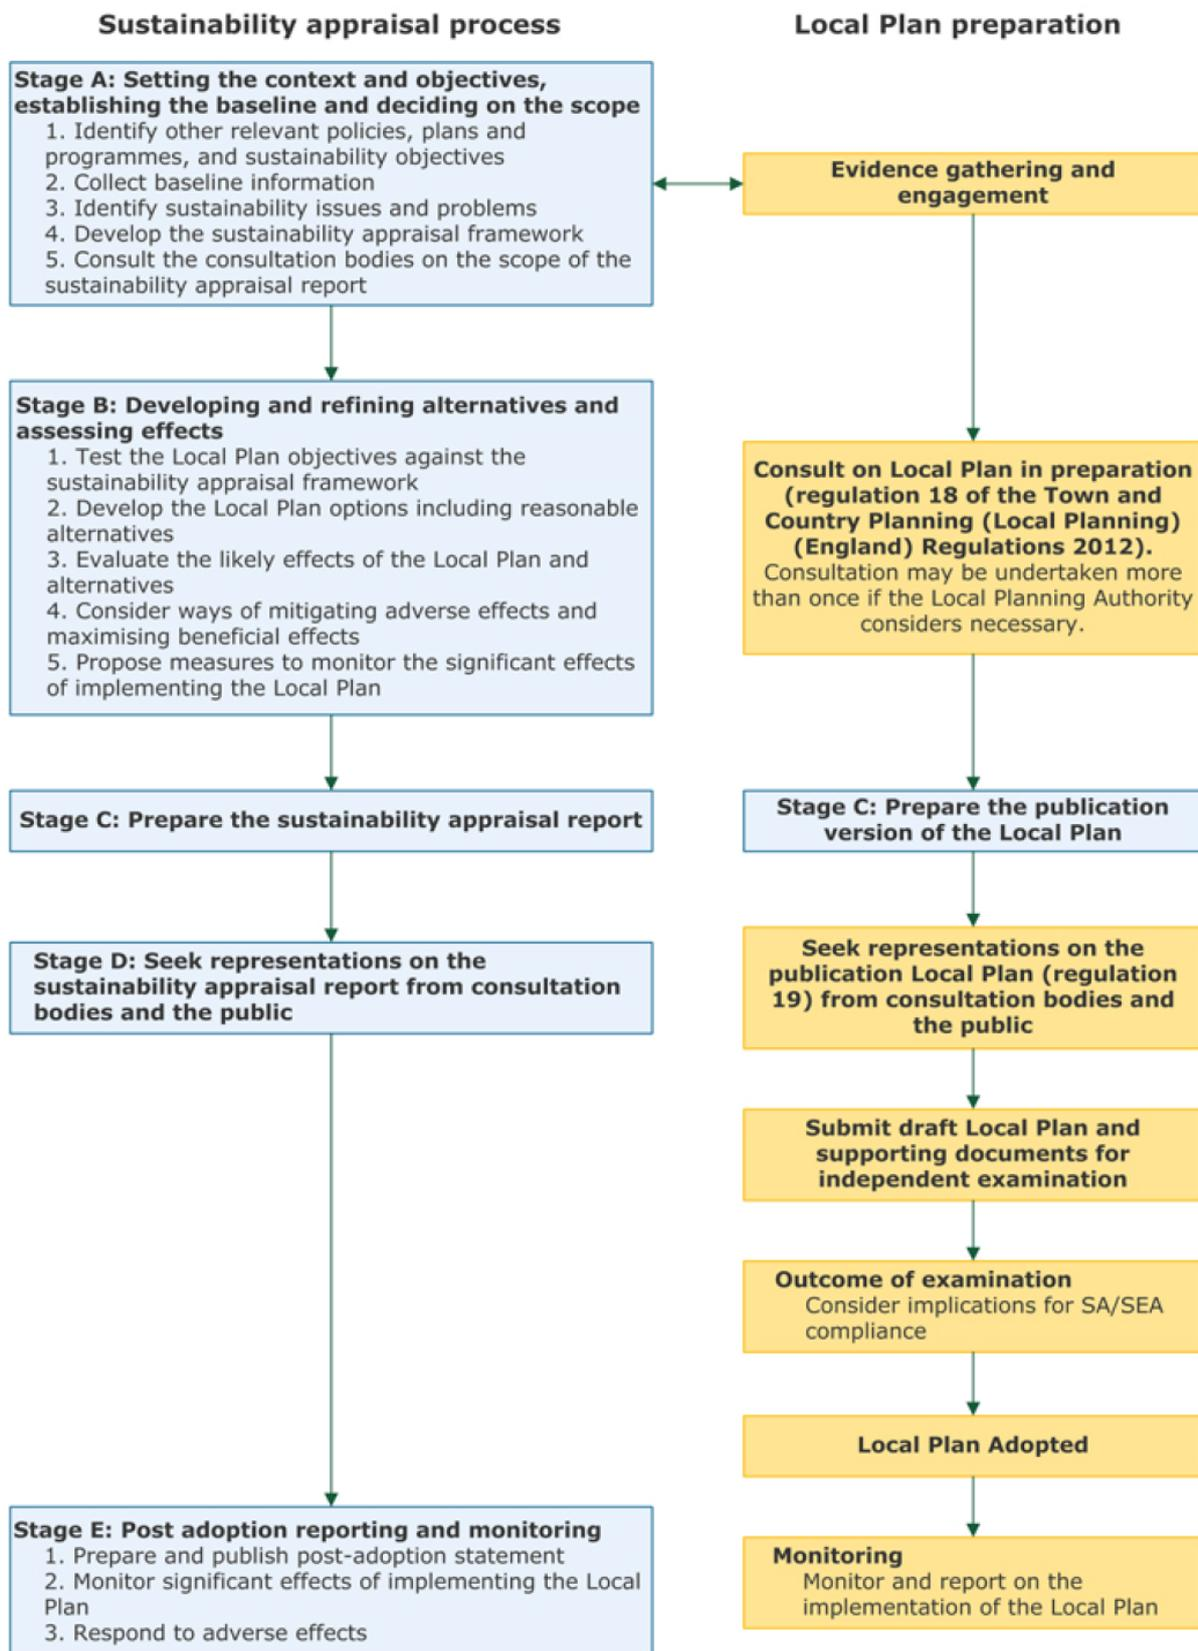 Sustainability appraisal process
Local Plan preparation
Stage A: Setting the context and objectives,
establishing the baseline and deciding on the scope
1. Identify other relevant policies, plans and
programmes, and sustainability objectives
2. Collect baseline information
3. Identify sustainability issues and problems
4. Develop the sustainability appraisal framework
5. Consult the consultation bodies on the scope of the
sustainability appraisal report
Evidence gathering and
engagement
Stage B: Developing and refining alternatives and
assessing effects
1. Test the Local Plan objectives against the
sustainability appraisal framework
2. Develop the Local Plan options including reasonable
alternatives
3. Evaluate the likely effects of the Local Plan and
alternatives
4. Consider ways of mitigating adverse effects and
maximising beneficial effects
5. Propose measures to monitor the significant effects
of implementing the Local Plan
Consult on Local Plan in preparation
(regulation 18 of the Town and
Country Planning (Local Planning)
(England) Regulations 2012).
Consultation may be undertaken more
than once if the Local Planning Authority
considers necessary.
Stage C: Prepare the sustainability appraisal report
Stage C: Prepare the publication
version of the Local Plan
Stage D: Seek representations on the
sustainability appraisal report from consultation
bodies and the public
Seek representations on the
publication Local Plan (regulation
19) from consultation bodies and
the public
Submit draft Local Plan and
supporting documents for
independent examination
Outcome of examination
Consider implications for SA/SEA
compliance
Local Plan Adopted
Stage E: Post adoption reporting and monitoring
1. Prepare and publish post-adoption statement
2. Monitor significant effects of implementing the Local
Plan
3. Respond to adverse effects
Monitoring
Monitor and report on the
implementation of the Local Plan